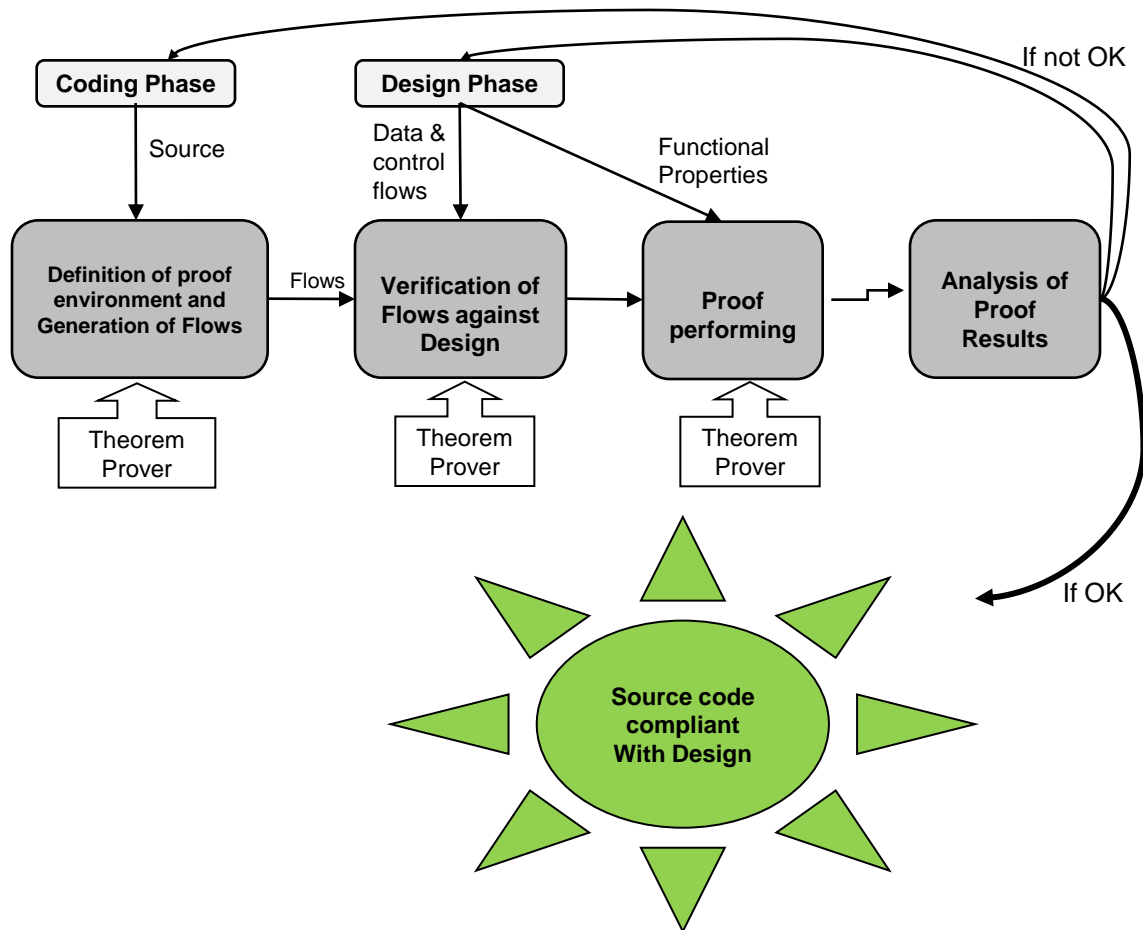 If not OK
Coding Phase
Design Phase
Source
Data &
control
flows
Functional
Properties
Definition of proof
environment and
Generation of Flows
Flows
Verification of
Flows against
Design
Proof
performing
Analysis of
Proof
Results
Theorem
Prover
Theorem
Prover
Theorem
Prover
If OK
Source code
compliant
With Design